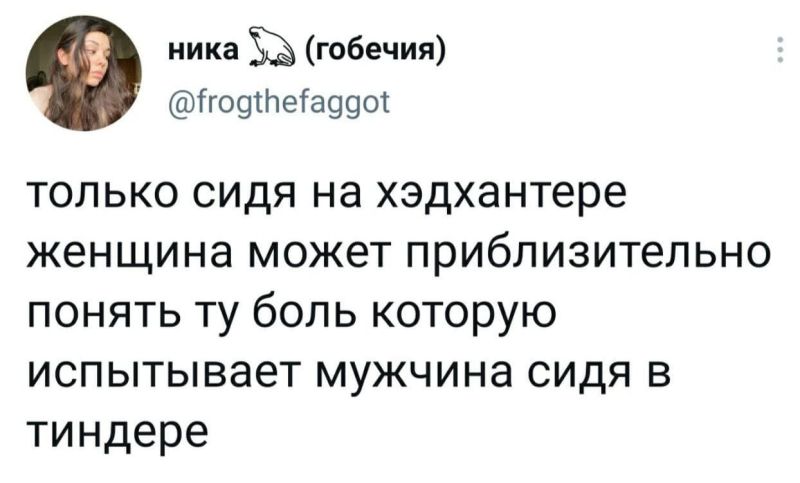 ника (гобечия)
@frogthefaggot
только сидя на хэдхантере
женщина может приблизительно
понять ту боль которую
испытывает мужчина сидя в
тиндере